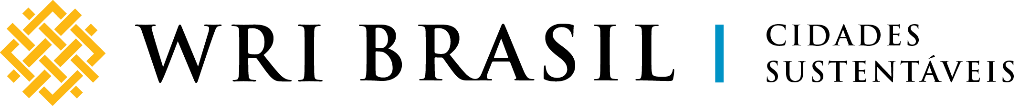 WRI BRASIL
CIDADES
SUSTENTÁVEIS